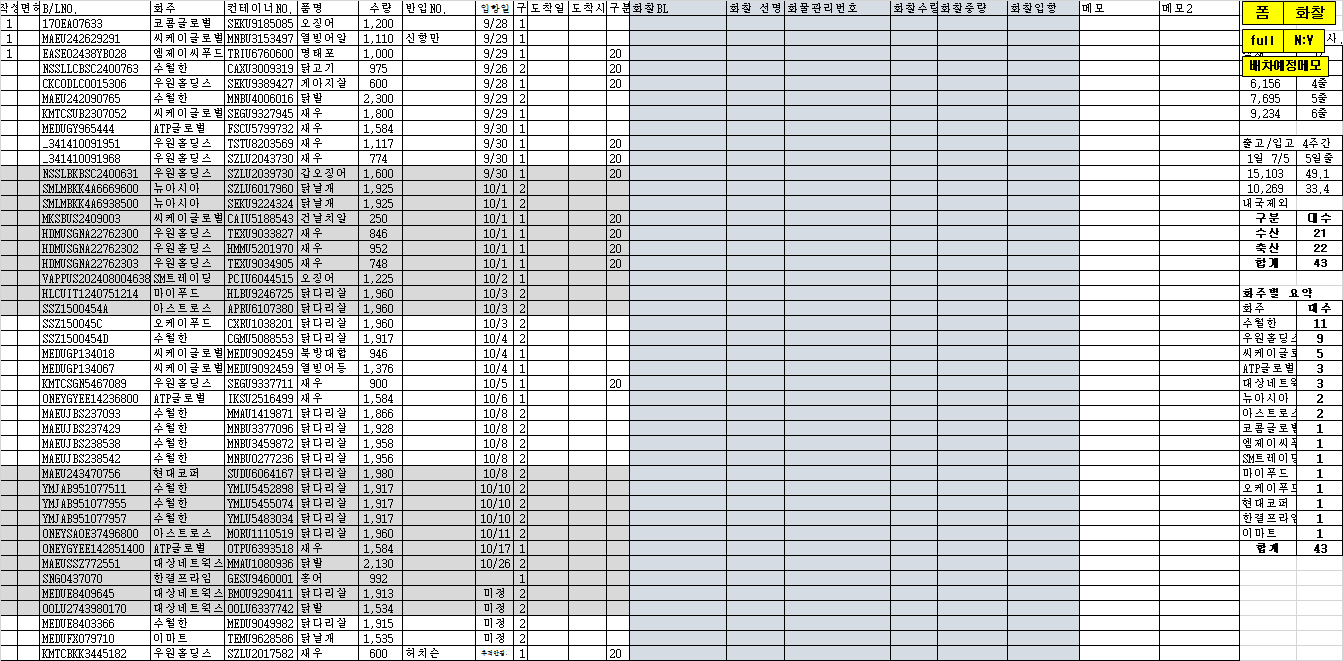 작성 면허 B/LNO. 화주 컨테이너NO. 품명 수량 반입NO. 입항일 구 도착일 도착시 구분 화찰BL 화찰 선명 화물관리번호 화찰수량 화찰중량 화찰입항 메모 메모2 폼 화찰
1 170EA07633 코콤글로벌 SEKU9185085 오징어 1,200 9/28 1
1 MAEU242629291 씨케이글로벌 MNBU3153497 열빙어알 1,110 신항만 9/29 1 full N:Y 사.
1 EASE02438YB028 엠제이씨푸드 TRIU6760600 명태포 1,000 9/29 1 20
NSSLLCBSC2400763 수월한 CAXU3009319 닭고기 975 9/26 2 20 배차예정메모
CKCODLC0015306 우원홀딩스 SEKU9389427 게아지살 600 9/28 1 20 6,156 4줄
MAEU242090765 수월한 MNBU4006016 닭발 2,300 9/29 2 7,695 5줄
KMTCSUB2307052 씨케이글로벌 SEGU9327945 새우 1,800 9/29 1 9,234 6줄
MEDUGY965444 ATP글로벌 FSCU5799732 새우 1,584 9/30 1
_341410091951 우원홀딩스 TSTU8203569 새우 1,117 9/30 1 20 출고/입고 4주간
_341410091968 우원홀딩스 SZLU2043730 새우 774 9/30 1 20 1일 7/5 5일줄
NSSLBKBSC2400631 우원홀딩스 SZLU2039730 갑오징어 1,600 9/30 1 20 15,103 49.1
SMLMBKK4A6669600 뉴아시아 SZLU6017960 닭날개 1,925 10/1 2 10,269 33.4
SMLMBKK4A6938500 뉴아시아 SEKU9224324 닭날개 1,925 10/1 2 내국제외
MKSBUS2409003 씨케이글로벌 CAIU5188543 건날치알 250 10/1 1 20 구분 대수
HDMUSGNA22762300 우원홀딩스 TEXU9033827 새우 846 10/1 1 20 수산 21
HDMUSGNA22762302 우원홀딩스 HMMU5201970 새우 952 10/1 1 20 축산 22
HDMUSGNA22762303 우원홀딩스 TEXU9034905 새우 748 10/1 1 20 합계 43
VAPPUS202408004638 SM트레이딩 PCIU6044515 오징어 1,225 10/2 1
HLCUIT1240751214 마이푸드 HLBU9246725 닭다리살 1,960 10/3 2 화주별 요약
SSZ1500454A 아스트로스 APRU6107380 닭다리살 1,960 10/3 2 화주 대수
SSZ150045C 오케이푸드 CXRU1038201 닭다리살 1,960 10/3 2 수월한 11
SSZ1500454D 수월한 CGMU5088553 닭다리살 1,917 10/4 2 우원홀딩스 9
MEDUGP134018 씨케이글로벌 MEDU9092459 북방대합 946 10/4 1 씨케이글로 5
MEDUGP134067 씨케이글로벌 MEDU9092459 열빙어등 1,376 10/4 1 ATP글로벌 3
KMTCSGN5467089 우원홀딩스 SEGU9337711 새우 900 10/5 1 20 대상네트웍 3
ONEYGYEE14236800 ATP글로벌 IKSU2516499 새우 1,584 10/6 1 뉴아시아 2
MAEUJBS237093 수월한 MMAU1419871 닭다리살 1,866 10/8 2 아스트로스 2
MAEUJBS237429 수월한 MNBU3377096 닭다리살 1,928 10/8 2 코콤글로벌 1
MAEUJBS238538 수월한 MNBU3459872 닭다리살 1,958 10/8 2 엠제이씨푸 1
MAEUJBS238542 수월한 MNBU0277236 닭다리살 1,956 10/8 2 SM트레이딩 1
MAEU243470756 현대코퍼 SUDU6064167 닭다리살 1,980 10/8 2 마이푸드 1
YMJAB951077511 수월한 YMLU5452898 닭다리살 1,917 10/10 2 오케이푸드 1
YMJAB951077955 수월한 YMLU5455074 닭다리살 1,917 10/10 2 현대코퍼 1
YMJAB951077957 수월한 YMLU5483034 닭다리살 1,917 10/10 2 한결프라임 1
ONEYSAOE37496800 아스트로스 MORU1110519 닭다리살 1,960 10/11 2 이마트 1
ONEYGYEE142851400 ATP글로벌 OTPU6393518 새우 1,584 10/17 1 합계 43
MAEUSSZ772551 대상네트웍스 MMAU1080936 닭발 2,130 10/26 2
SNG0437070 한결프라임 GESU9460001 홍어 992 1
MEDUE8409645 대상네트웍스 BMOU9290411 닭다리살 1,913 미정 2
OOLU2743980170 대상네트웍스 OOLU6337742 닭발 1,534 미정 2
MEDUE8403366 수월한 MEDU9049982 닭다리살 1,915 미정 2
MEDUFX079710 이마트 TEMU9628586 닭날개 1,535 미정 2
KMTCBKK3445182 우원홀딩스 SZLU2017582 새우 600 허치슨 1 20